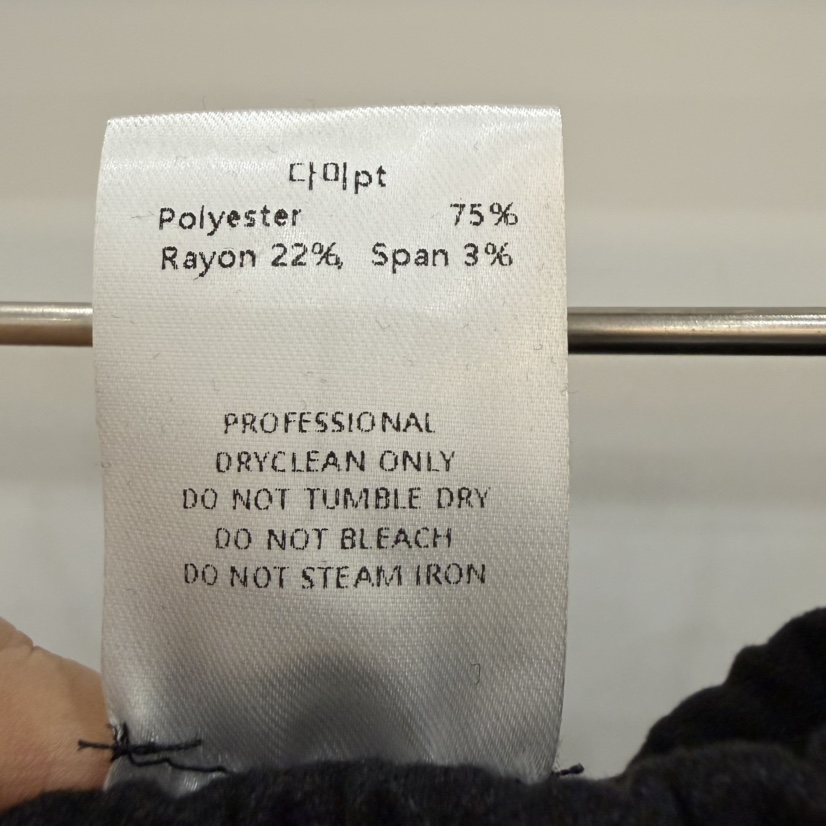 다미pt
Polyester 75%
Rayon 22%, Span 3%
PROFESSIONAL
DRYCLEAN ONLY
DO NOT TUMBLE DRY
DO NOT BLEACH
DO NOT STEAM IRON